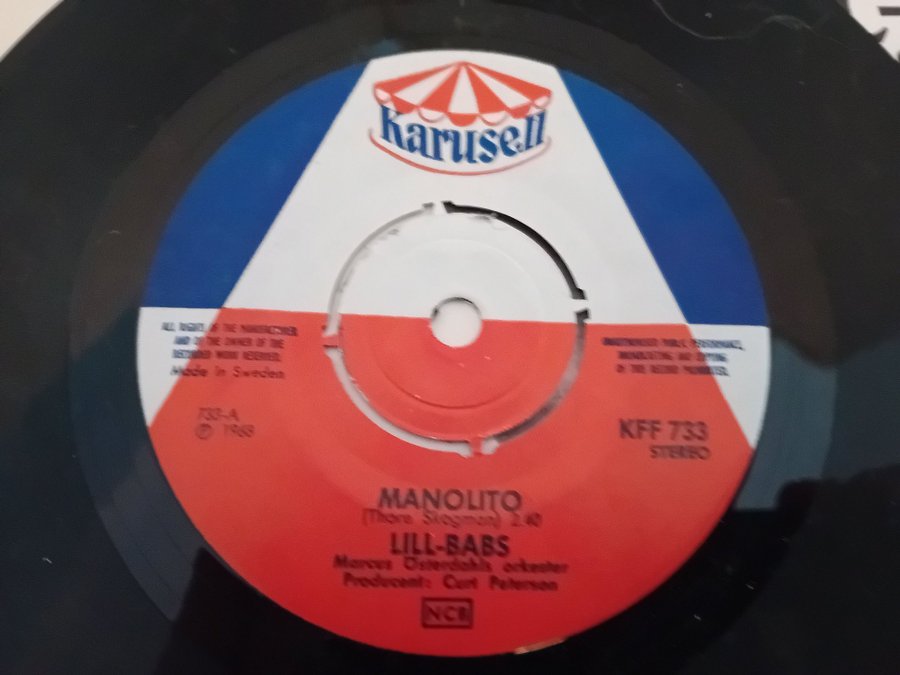 Karusell
ALL RIGHTS OF THE MANUFACTURER
AND OF THE OWNER OF THE
RECORDED WORK RESERVED.
Made in Sweden
UNAUTHORISED PUBLIC PERFORMANCE,
BROADCASTING AND COPYING
OF THIS RECORD PROHIBITED.
733-A
℗ 1968
KFF 733
STEREO
MANOLITO
(Thore Skogman) 2.40
LILL-BABS
Marcus Österdahls orkester
Producent: Curt Peterson
NCB